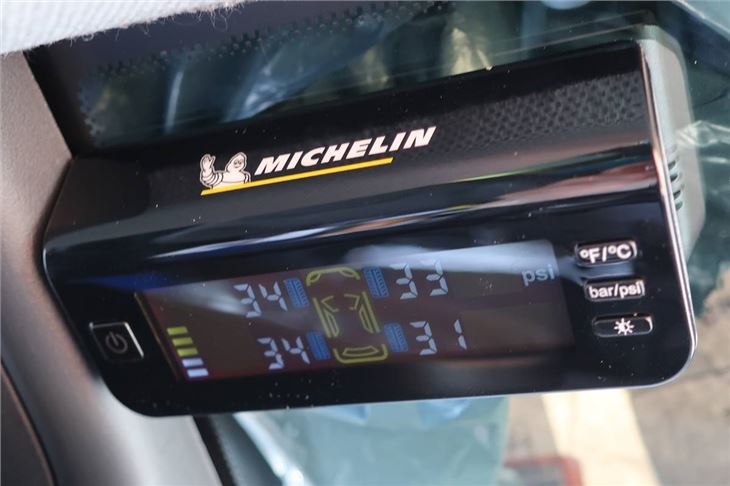 MICHELIN
°F/°C
34 33 psi
bar/psi
34 31